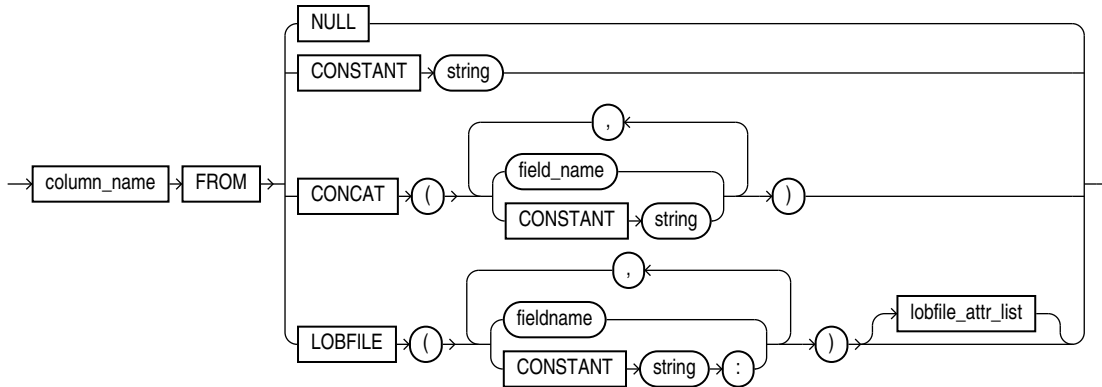 NULL
CONSTANT string
,
field_name
column_name FROM
CONCAT ( )
CONSTANT string
,
fieldname
lobfile_attr_list
LOBFILE ( )
CONSTANT string :